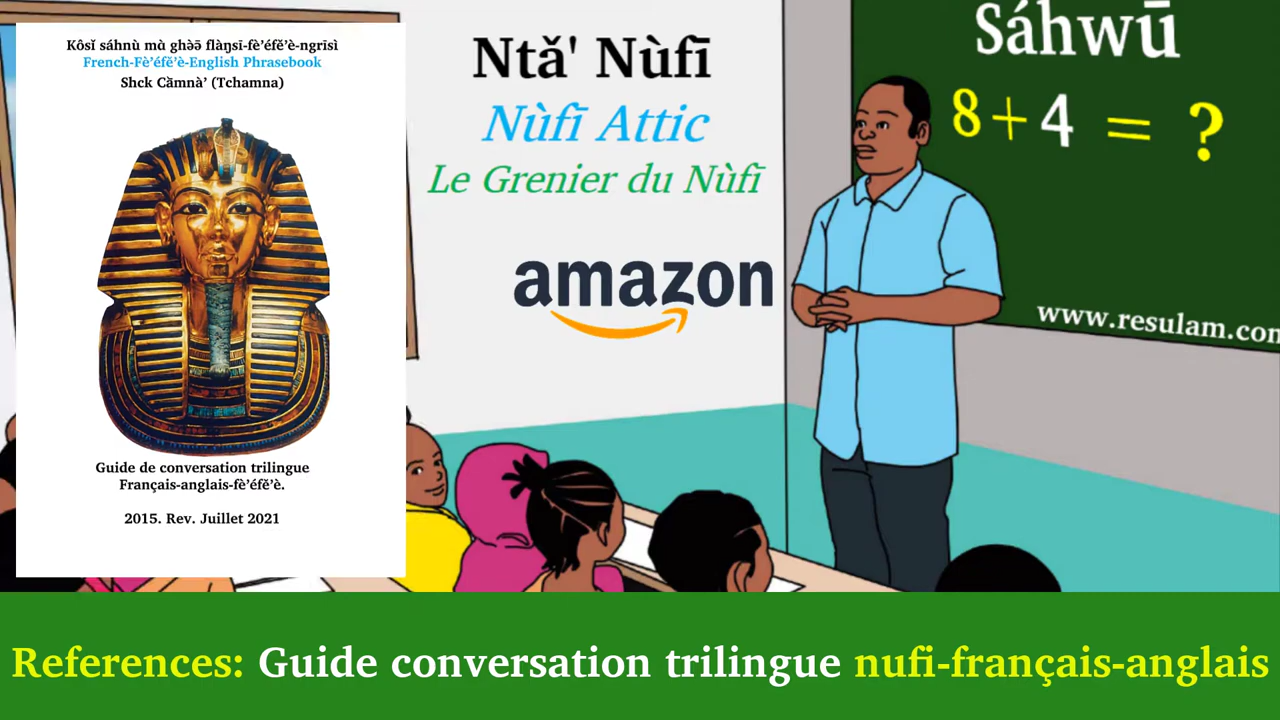 Kôsĭ sáhnù mù ghə̀ə̄ flàŋsī-fè’éfě’è-ngrīsì
French-Fè’éfě’è-English Phrasebook
Shck Cǎmnà’ (Tchamna)
Guide de conversation trilingue
Français-anglais-fè’éfě’è.
2015. Rev. Juillet 2021
Ntǎ' Nùfī
Nùfī Attic
Le Grenier du Nùfī
amazon
Sáhwū
8+4 = ?
www.resulam.com
References: Guide conversation trilingue nufi-français-anglais